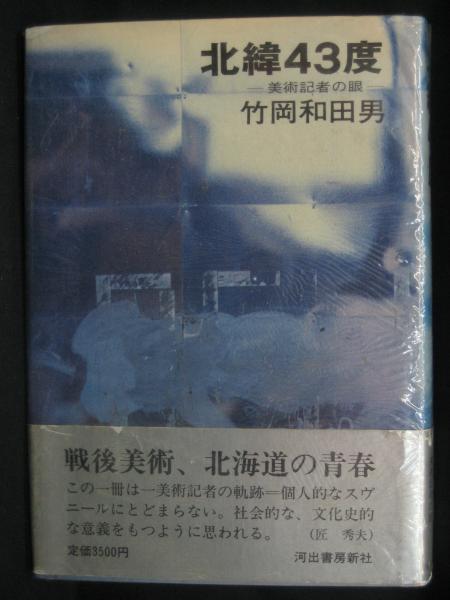 北緯43度
―美術記者の眼―
竹岡和田男
戦後美術、北海道の青春
この一冊は一美術記者の軌跡＝個人的なスヴ
ニールにとどまらない。社会的な、文化史的
な意義をもつように思われる。　（匠　秀夫）
定価3500円　河出書房新社